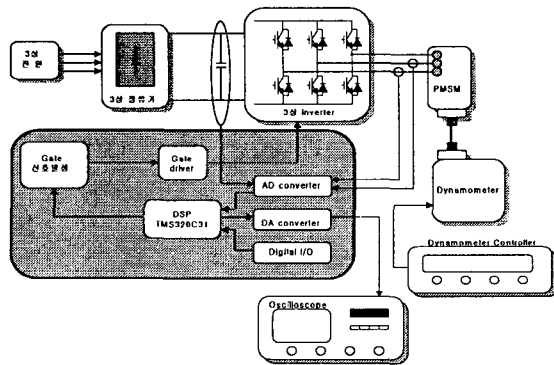 3상
전 원
3상 정류기
3상 Inverter
PMSM
Gate
신호발생
Gate
driver
AD converter
DSP
TMS320C31
DA converter
Digital I/O
Dynamometer
Dynamometer Controller
Oscilloscope